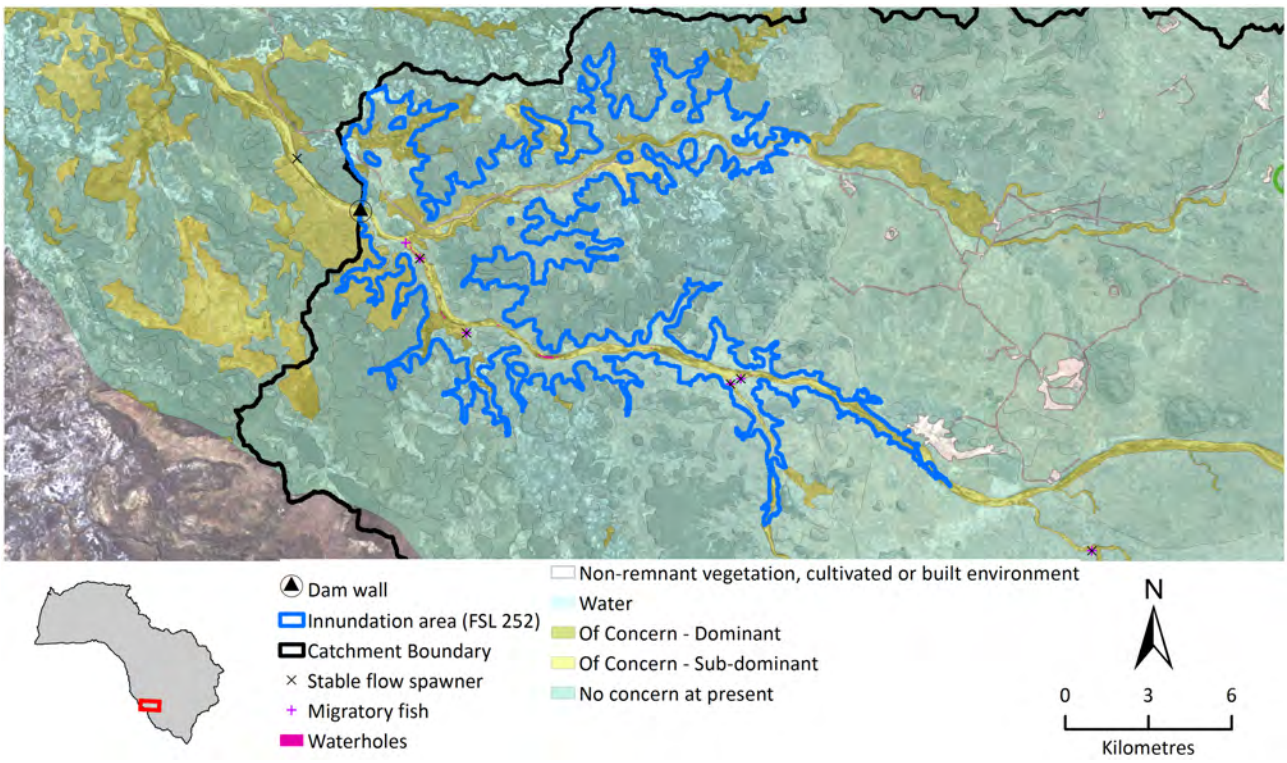 Dam wall
Innundation area (FSL 252)
Catchment Boundary
Stable flow spawner
Migratory fish
Waterholes
Non-remnant vegetation, cultivated or built environment
Water
Of Concern - Dominant
Of Concern - Sub-dominant
No concern at present
N
0 3 6
Kilometres